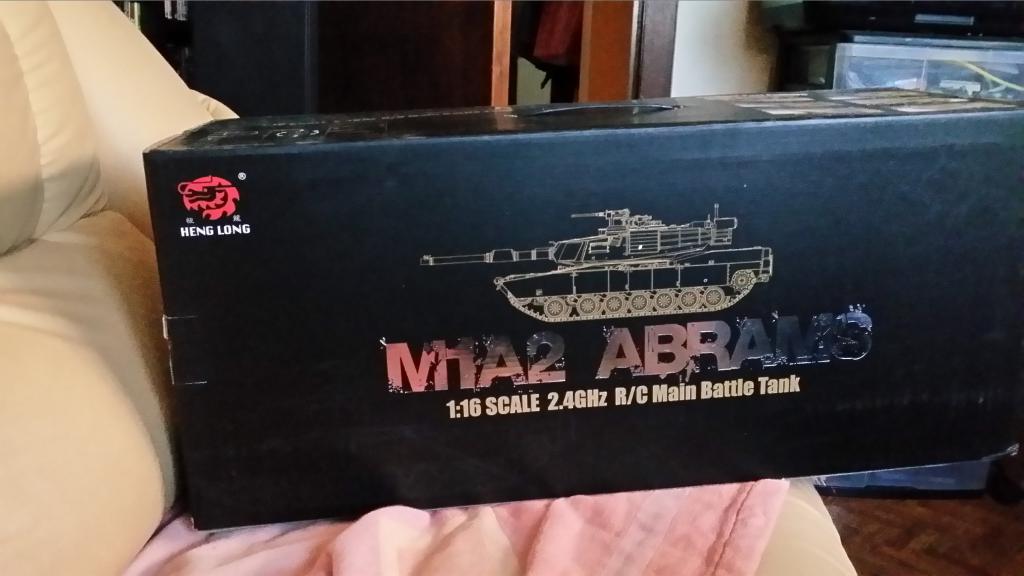 ®
HENG LONG
M1A2 ABRAMS
1:16 SCALE 2.4GHz R/C Main Battle Tank